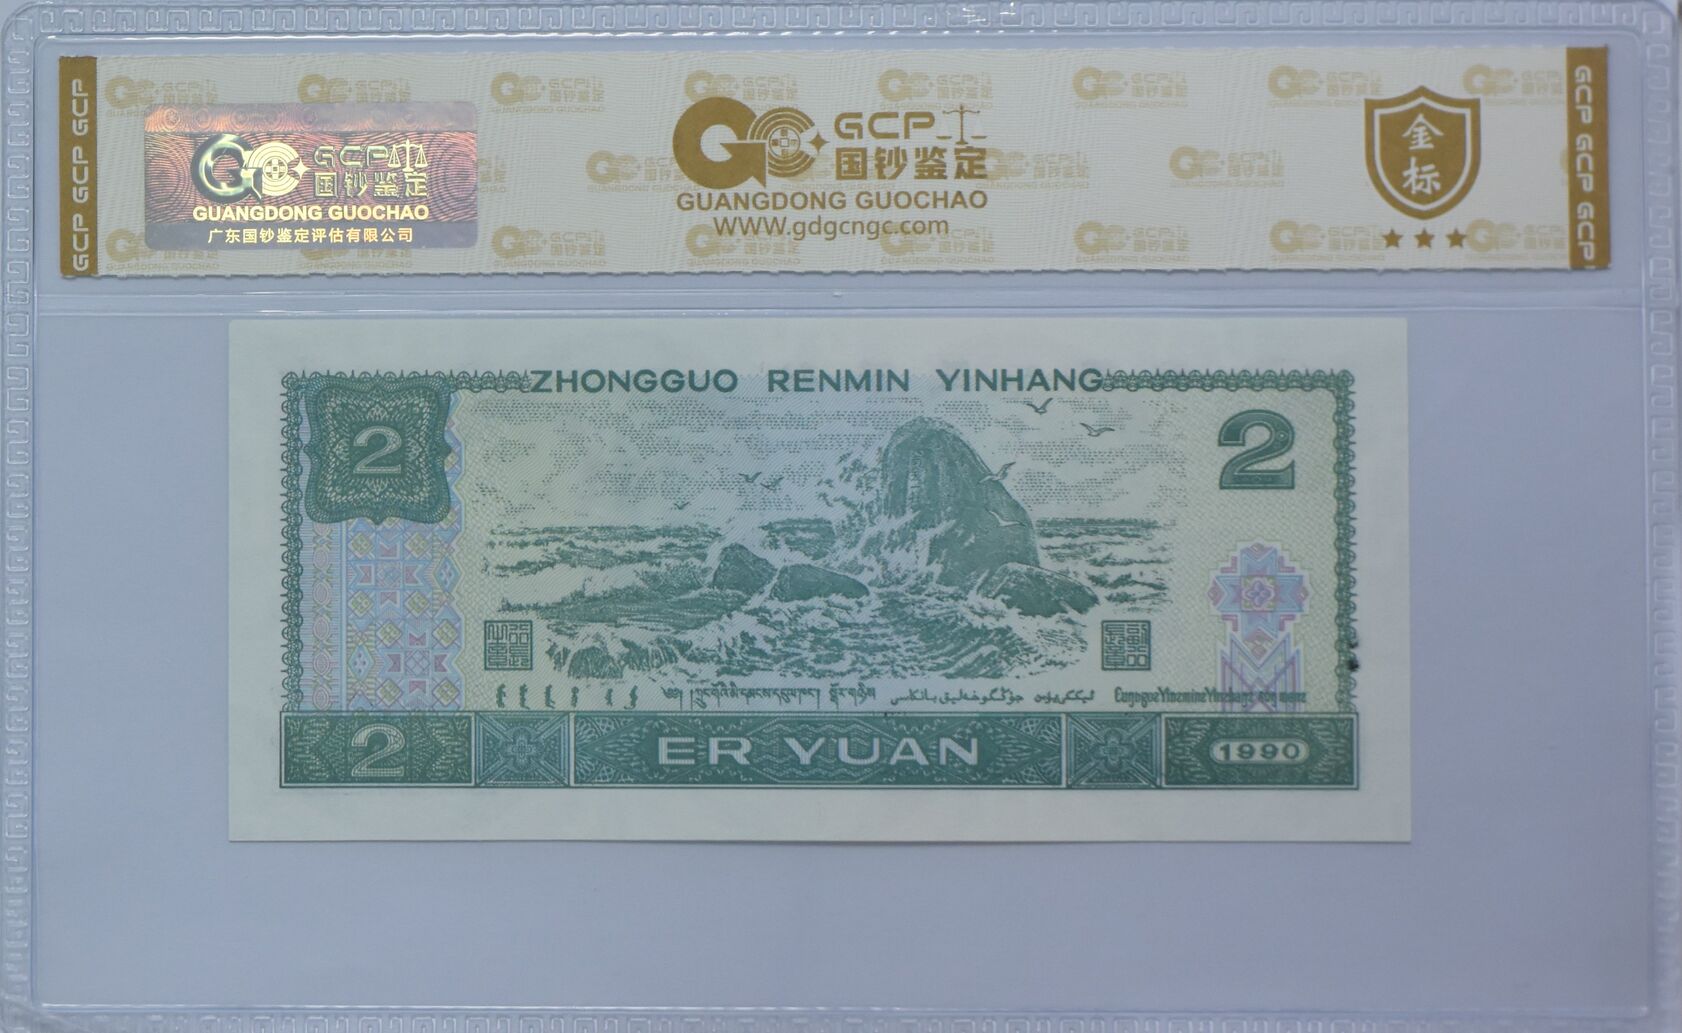 GCP GCP GCP
GCP
国钞鉴定
GUANGDONG GUOCHAO
广东国钞鉴定评估有限公司
GCP
国钞鉴定
GUANGDONG GUOCHAO
WWW.gdgcngc.com
金标
GCP GCP GCP
ZHONGGUO RENMIN YINHANG
2
2
2
ER YUAN
1990